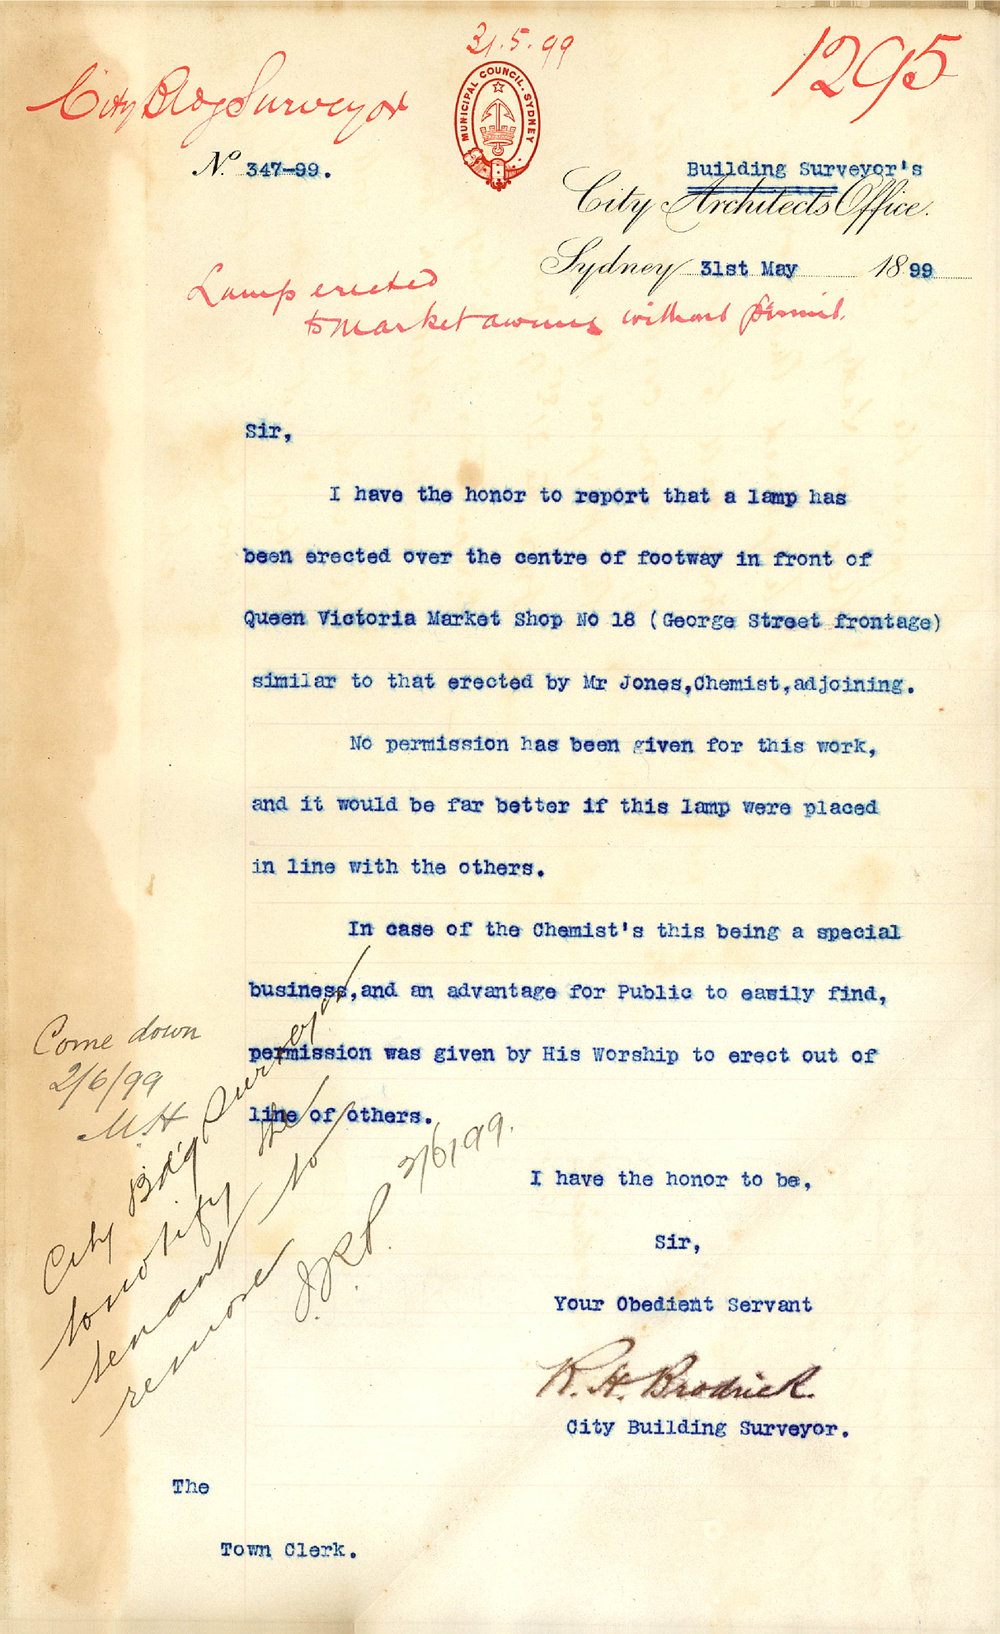 31.5.99
1295
City Bldg Surveyor
MUNICIPAL COUNCIL. SYDNEY
No. 347-99.
Building Surveyor's
City Architects Office.
Sydney 31st May 1899
Lamp erected
to Market awning without permit.
Sir,
I have the honor to report that a lamp has
been erected over the centre of footway in front of
Queen Victoria Market Shop No 18 (George Street frontage)
similar to that erected by Mr Jones,Chemist,adjoining.
No permission has been given for this work,
and it would be far better if this lamp were placed
in line with the others.
In case of the Chemist's this being a special
business,and an advantage for Public to easily find,
permission was given by His Worship to erect out of
line of others.
Come down
2/6/99
M.H
City Bd'g Surveyor
to notify the
tenant to
remove
J.R.P. 2/6/99.
I have the honor to be,
Sir,
Your Obedient Servant
R. H. Brodrick.
City Building Surveyor.
The
Town Clerk.